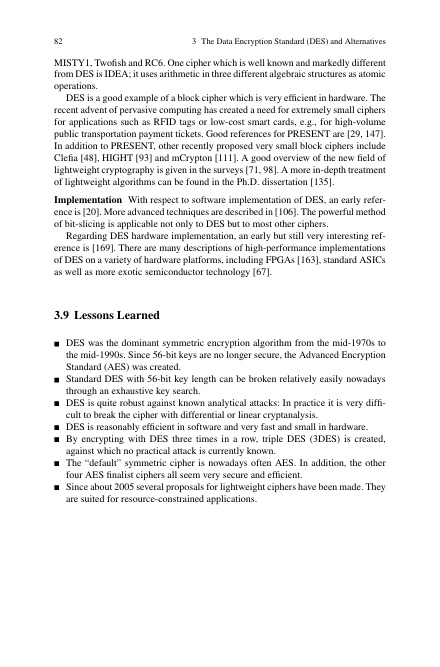 82 3 The Data Encryption Standard (DES) and Alternatives
MISTY1, Twofish and RC6. One cipher which is well known and markedly different
from DES is IDEA; it uses arithmetic in three different algebraic structures as atomic
operations.
DES is a good example of a block cipher which is very efficient in hardware. The
recent advent of pervasive computing has created a need for extremely small ciphers
for applications such as RFID tags or low-cost smart cards, e.g., for high-volume
public transportation payment tickets. Good references for PRESENT are [29, 147].
In addition to PRESENT, other recently proposed very small block ciphers include
Clefia [48], HIGHT [93] and mCrypton [111]. A good overview of the new field of
lightweight cryptography is given in the surveys [71, 98]. A more in-depth treatment
of lightweight algorithms can be found in the Ph.D. dissertation [135].
Implementation With respect to software implementation of DES, an early refer-
ence is [20]. More advanced techniques are described in [106]. The powerful method
of bit-slicing is applicable not only to DES but to most other ciphers.
Regarding DES hardware implementation, an early but still very interesting ref-
erence is [169]. There are many descriptions of high-performance implementations
of DES on a variety of hardware platforms, including FPGAs [163], standard ASICs
as well as more exotic semiconductor technology [67].
3.9 Lessons Learned
■ DES was the dominant symmetric encryption algorithm from the mid-1970s to
the mid-1990s. Since 56-bit keys are no longer secure, the Advanced Encryption
Standard (AES) was created.
■ Standard DES with 56-bit key length can be broken relatively easily nowadays
through an exhaustive key search.
■ DES is quite robust against known analytical attacks: In practice it is very diffi-
cult to break the cipher with differential or linear cryptanalysis.
■ DES is reasonably efficient in software and very fast and small in hardware.
■ By encrypting with DES three times in a row, triple DES (3DES) is created,
against which no practical attack is currently known.
■ The “default” symmetric cipher is nowadays often AES. In addition, the other
four AES finalist ciphers all seem very secure and efficient.
■ Since about 2005 several proposals for lightweight ciphers have been made. They
are suited for resource-constrained applications.